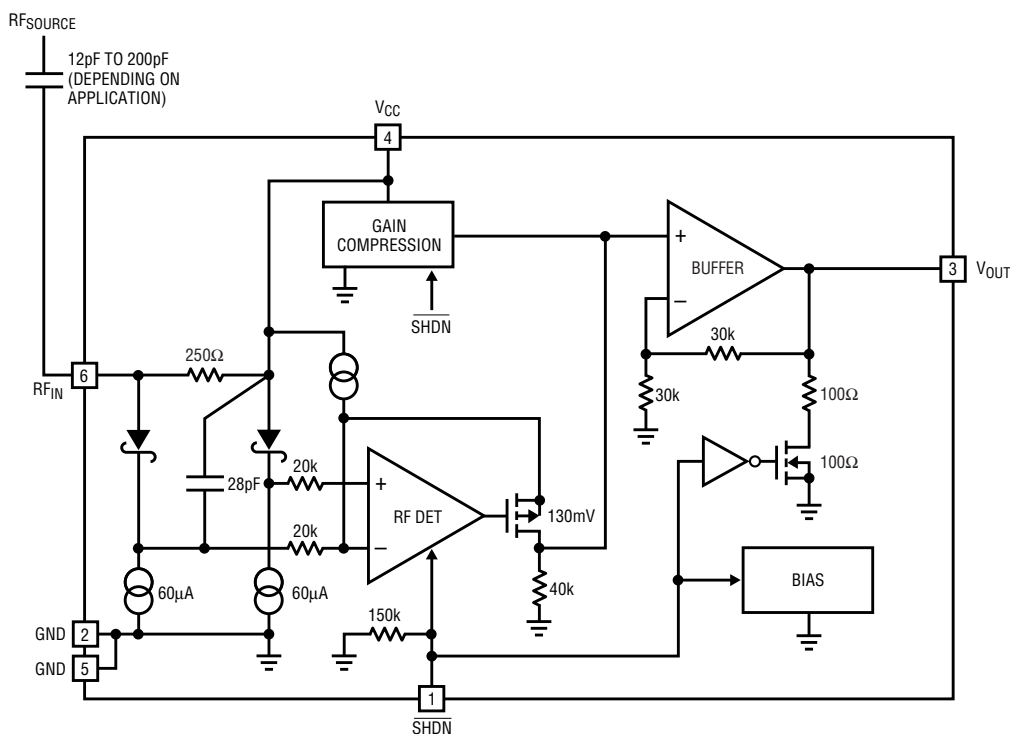 RFSOURCE
12pF TO 200pF
(DEPENDING ON
APPLICATION)
VCC
4
GAIN
COMPRESSION
SHDN
+
BUFFER
–
3
VOUT
30k
30k
100Ω
100Ω
6
RFIN
250Ω
28pF
20k
20k
+
RF DET
–
130mV
40k
60µA
60µA
150k
BIAS
GND
2
GND
5
1
SHDN